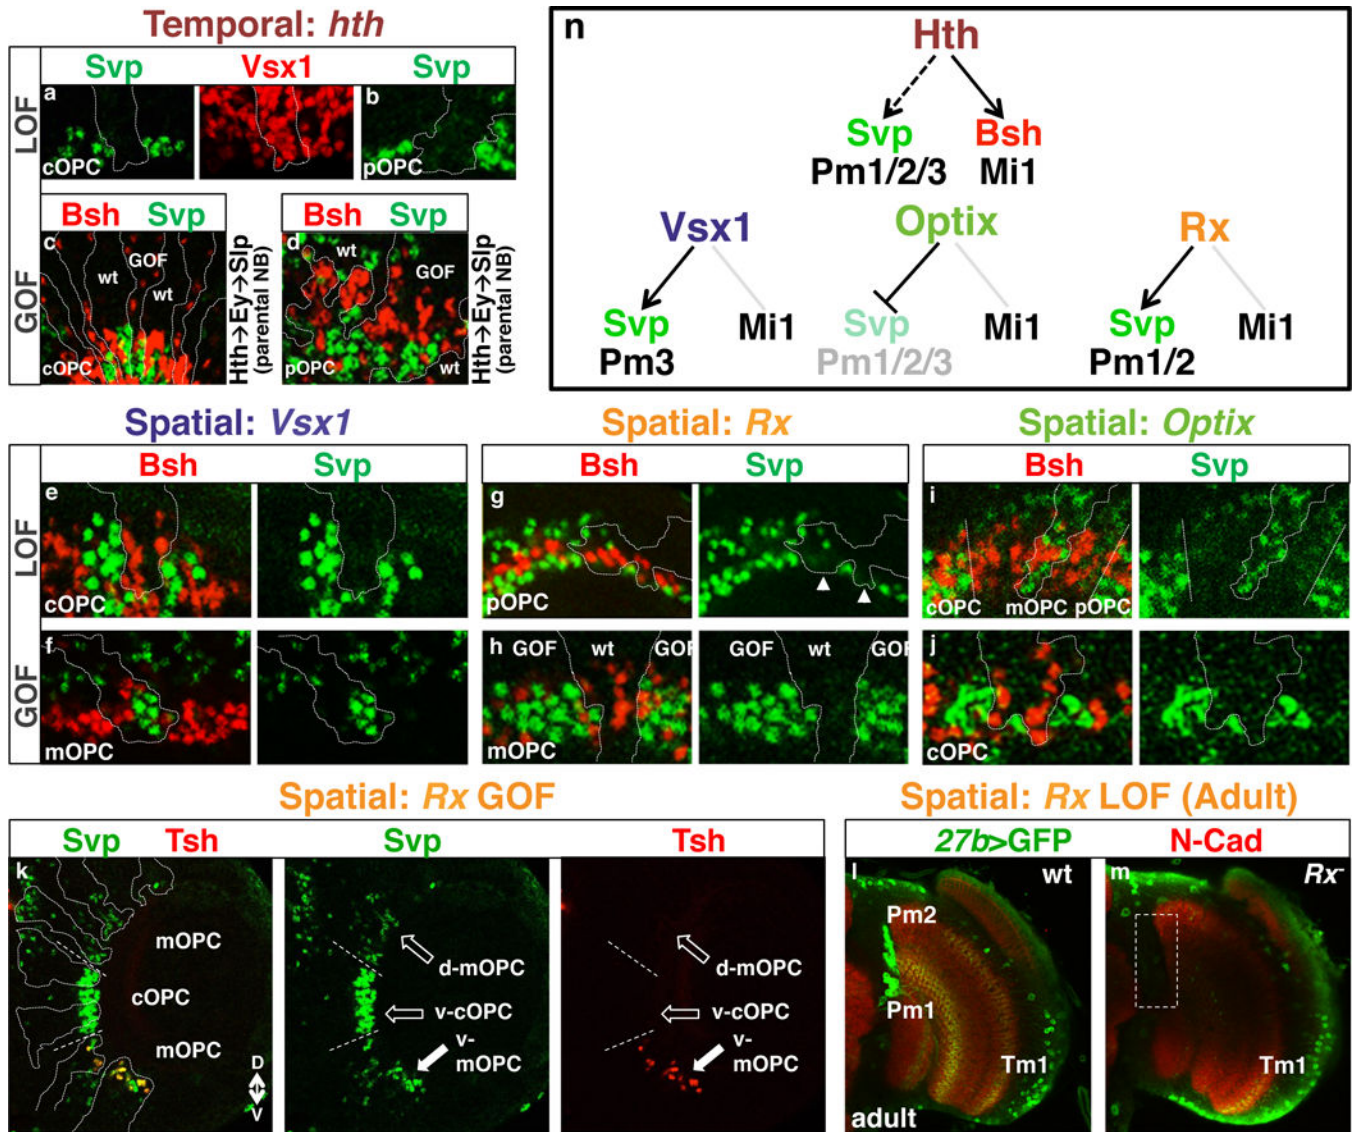 Temporal: hth
Svp Vsx1 Svp
LOF
a
cOPC
b
pOPC
Bsh Svp Bsh Svp
GOF
c
GOF
wt
wt
cOPC
Hth→Ey→Slp
(parental NB)
d
wt
GOF
pOPC
wt
Hth→Ey→Slp
(parental NB)
n
Hth
Svp Bsh
Pm1/2/3 Mi1
Vsx1 Optix Rx
Svp Mi1 Svp Mi1 Svp Mi1
Pm3 Pm1/2/3 Pm1/2
Spatial: Vsx1
Bsh Svp
LOF
e
cOPC
GOF
f
mOPC
Spatial: Rx
Bsh Svp
g
pOPC
h GOF wt GOF GOF wt GOF
mOPC
Spatial: Optix
Bsh Svp
i
cOPC mOPC pOPC
j
cOPC
Spatial: Rx GOF
Svp Tsh Svp Tsh
k
mOPC
cOPC
mOPC
D
V
d-mOPC
v-cOPC
v-
mOPC
d-mOPC
v-cOPC
v-
mOPC
Spatial: Rx LOF (Adult)
27b>GFP N-Cad
l wt
Pm2
Pm1
Tm1
adult
m Rx-
Tm1